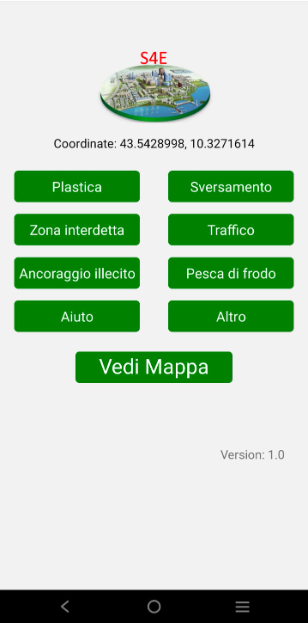 S4E
Coordinate: 43.5428998, 10.3271614
Plastica
Sversamento
Zona interdetta
Traffico
Ancoraggio illecito
Pesca di frodo
Aiuto
Altro
Vedi Mappa
Version: 1.0